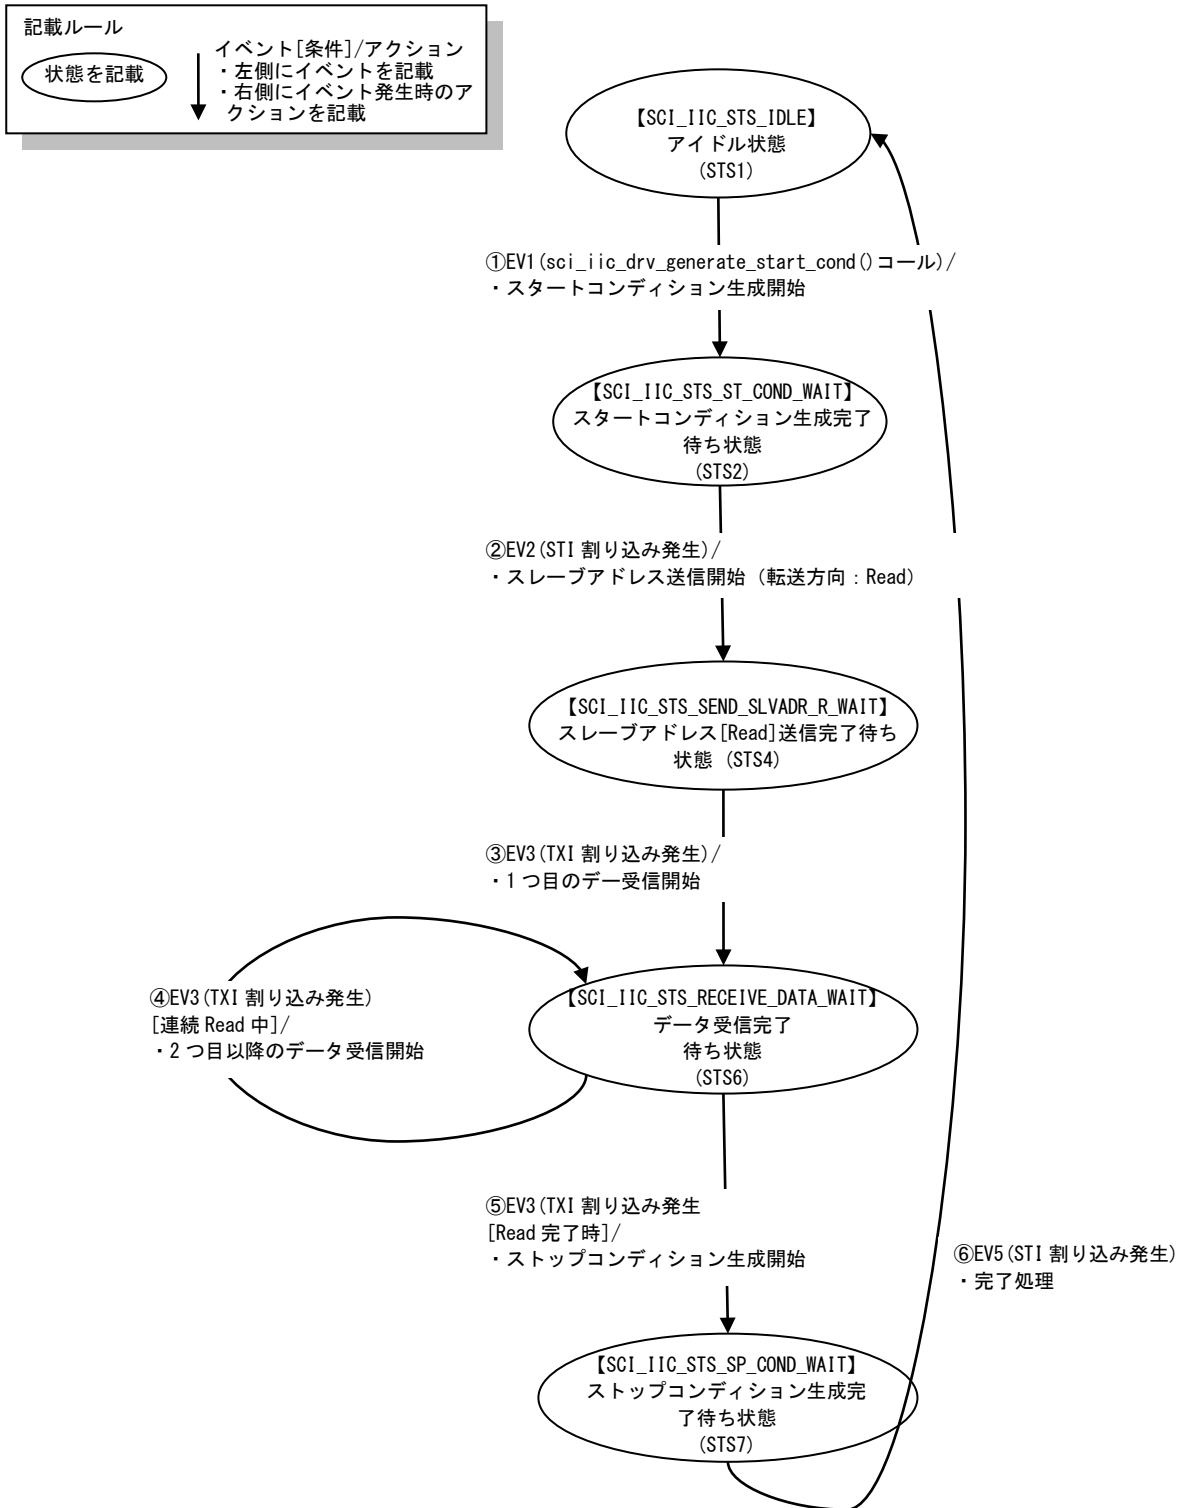 記載ルール
状態を記載
イベント[条件]/アクション
・左側にイベントを記載
・右側にイベント発生時のア
クションを記載
【SCI_IIC_STS_IDLE】
アイドル状態
(STS1)
①EV1(sci_iic_drv_generate_start_cond()コール)/
・スタートコンディション生成開始
【SCI_IIC_STS_ST_COND_WAIT】
スタートコンディション生成完了
待ち状態
(STS2)
②EV2(STI 割り込み発生)/
・スレーブアドレス送信開始（転送方向：Read）
【SCI_IIC_STS_SEND_SLVADR_R_WAIT】
スレーブアドレス[Read]送信完了待ち
状態 (STS4)
③EV3(TXI 割り込み発生)/
・1 つ目のデー受信開始
④EV3(TXI 割り込み発生)
[連続 Read 中]/
・2 つ目以降のデータ受信開始
【SCI_IIC_STS_RECEIVE_DATA_WAIT】
データ受信完了
待ち状態
(STS6)
⑤EV3(TXI 割り込み発生
[Read 完了時]/
・ストップコンディション生成開始
⑥EV5(STI 割り込み発生)
・完了処理
【SCI_IIC_STS_SP_COND_WAIT】
ストップコンディション生成完
了待ち状態
(STS7)